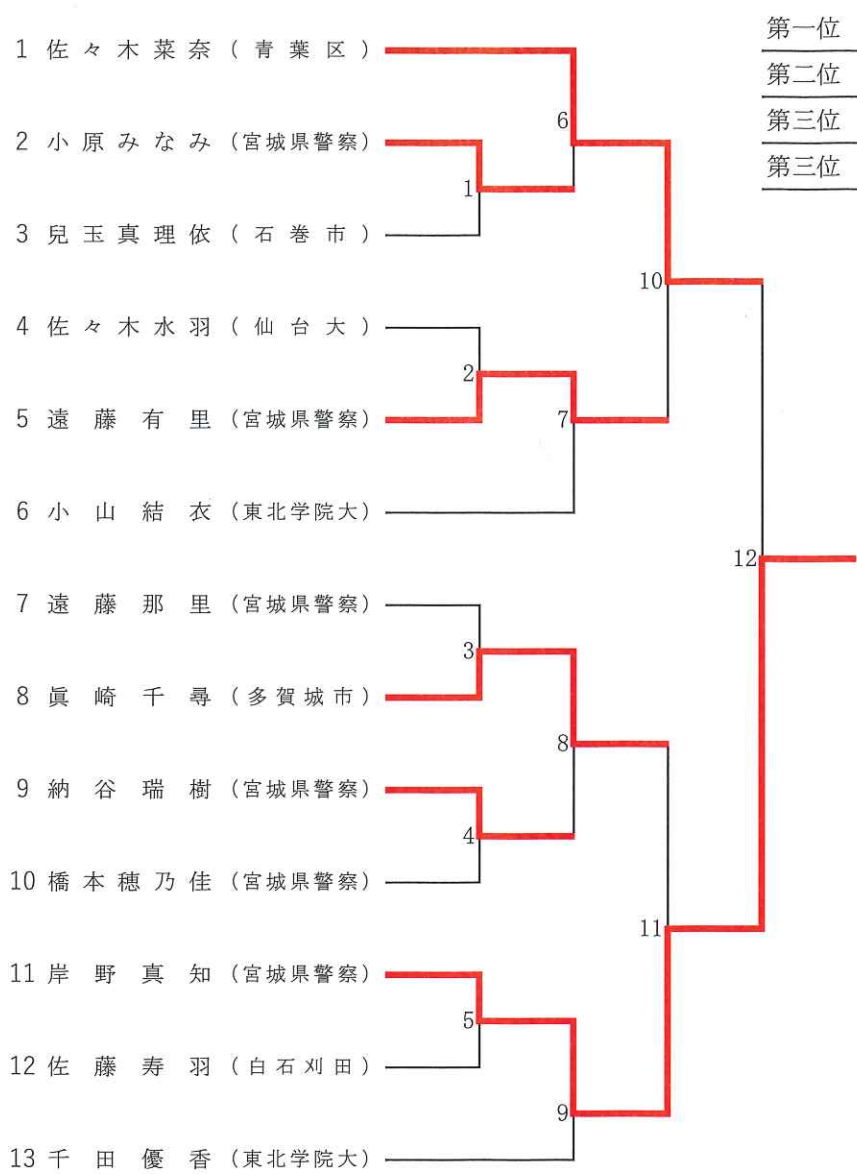 第一位
第二位
第三位
第三位
1 佐々木菜奈 (青葉区)
2 小原みなみ (宮城県警察)
3 兒玉真理依 (石巻市)
4 佐々木水羽 (仙台大)
5 遠藤有里 (宮城県警察)
6 小山結衣 (東北学院大)
7 遠藤那里 (宮城県警察)
8 眞崎千尋 (多賀城市)
9 納谷瑞樹 (宮城県警察)
10 橋本穂乃佳 (宮城県警察)
11 岸野真知 (宮城県警察)
12 佐藤寿羽 (白石刈田)
13 千田優香 (東北学院大)
1
2
3
4
5
6
7
8
9
10
11
12